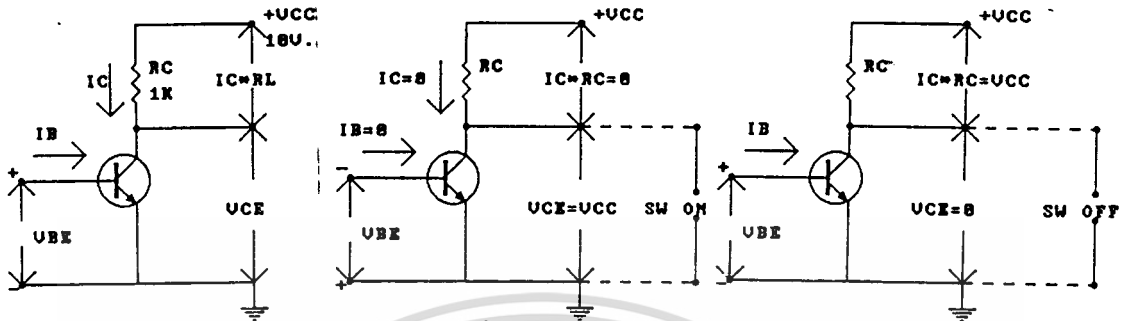 +VCC
10V.
IC
RC
1K
IC*RL
IB
+
VCE
VBE
-
+VCC
IC=0
RC
IC*RC=0
IB=0
-
VCE=VCC
SW ON
VBE
+
+VCC
RC
IC*RC=VCC
IB
+
VCE=0
SW OFF
VBE
-